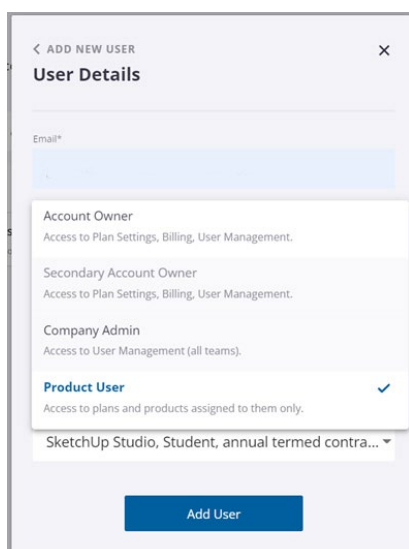 < ADD NEW USER
User Details
Email*
Account Owner
Access to Plan Settings, Billing, User Management.
Secondary Account Owner
Access to Plan Settings, Billing, User Management.
Company Admin
Access to User Management (all teams).
Product User
Access to plans and products assigned to them only.
SketchUp Studio, Student, annual termed contra...
Add User